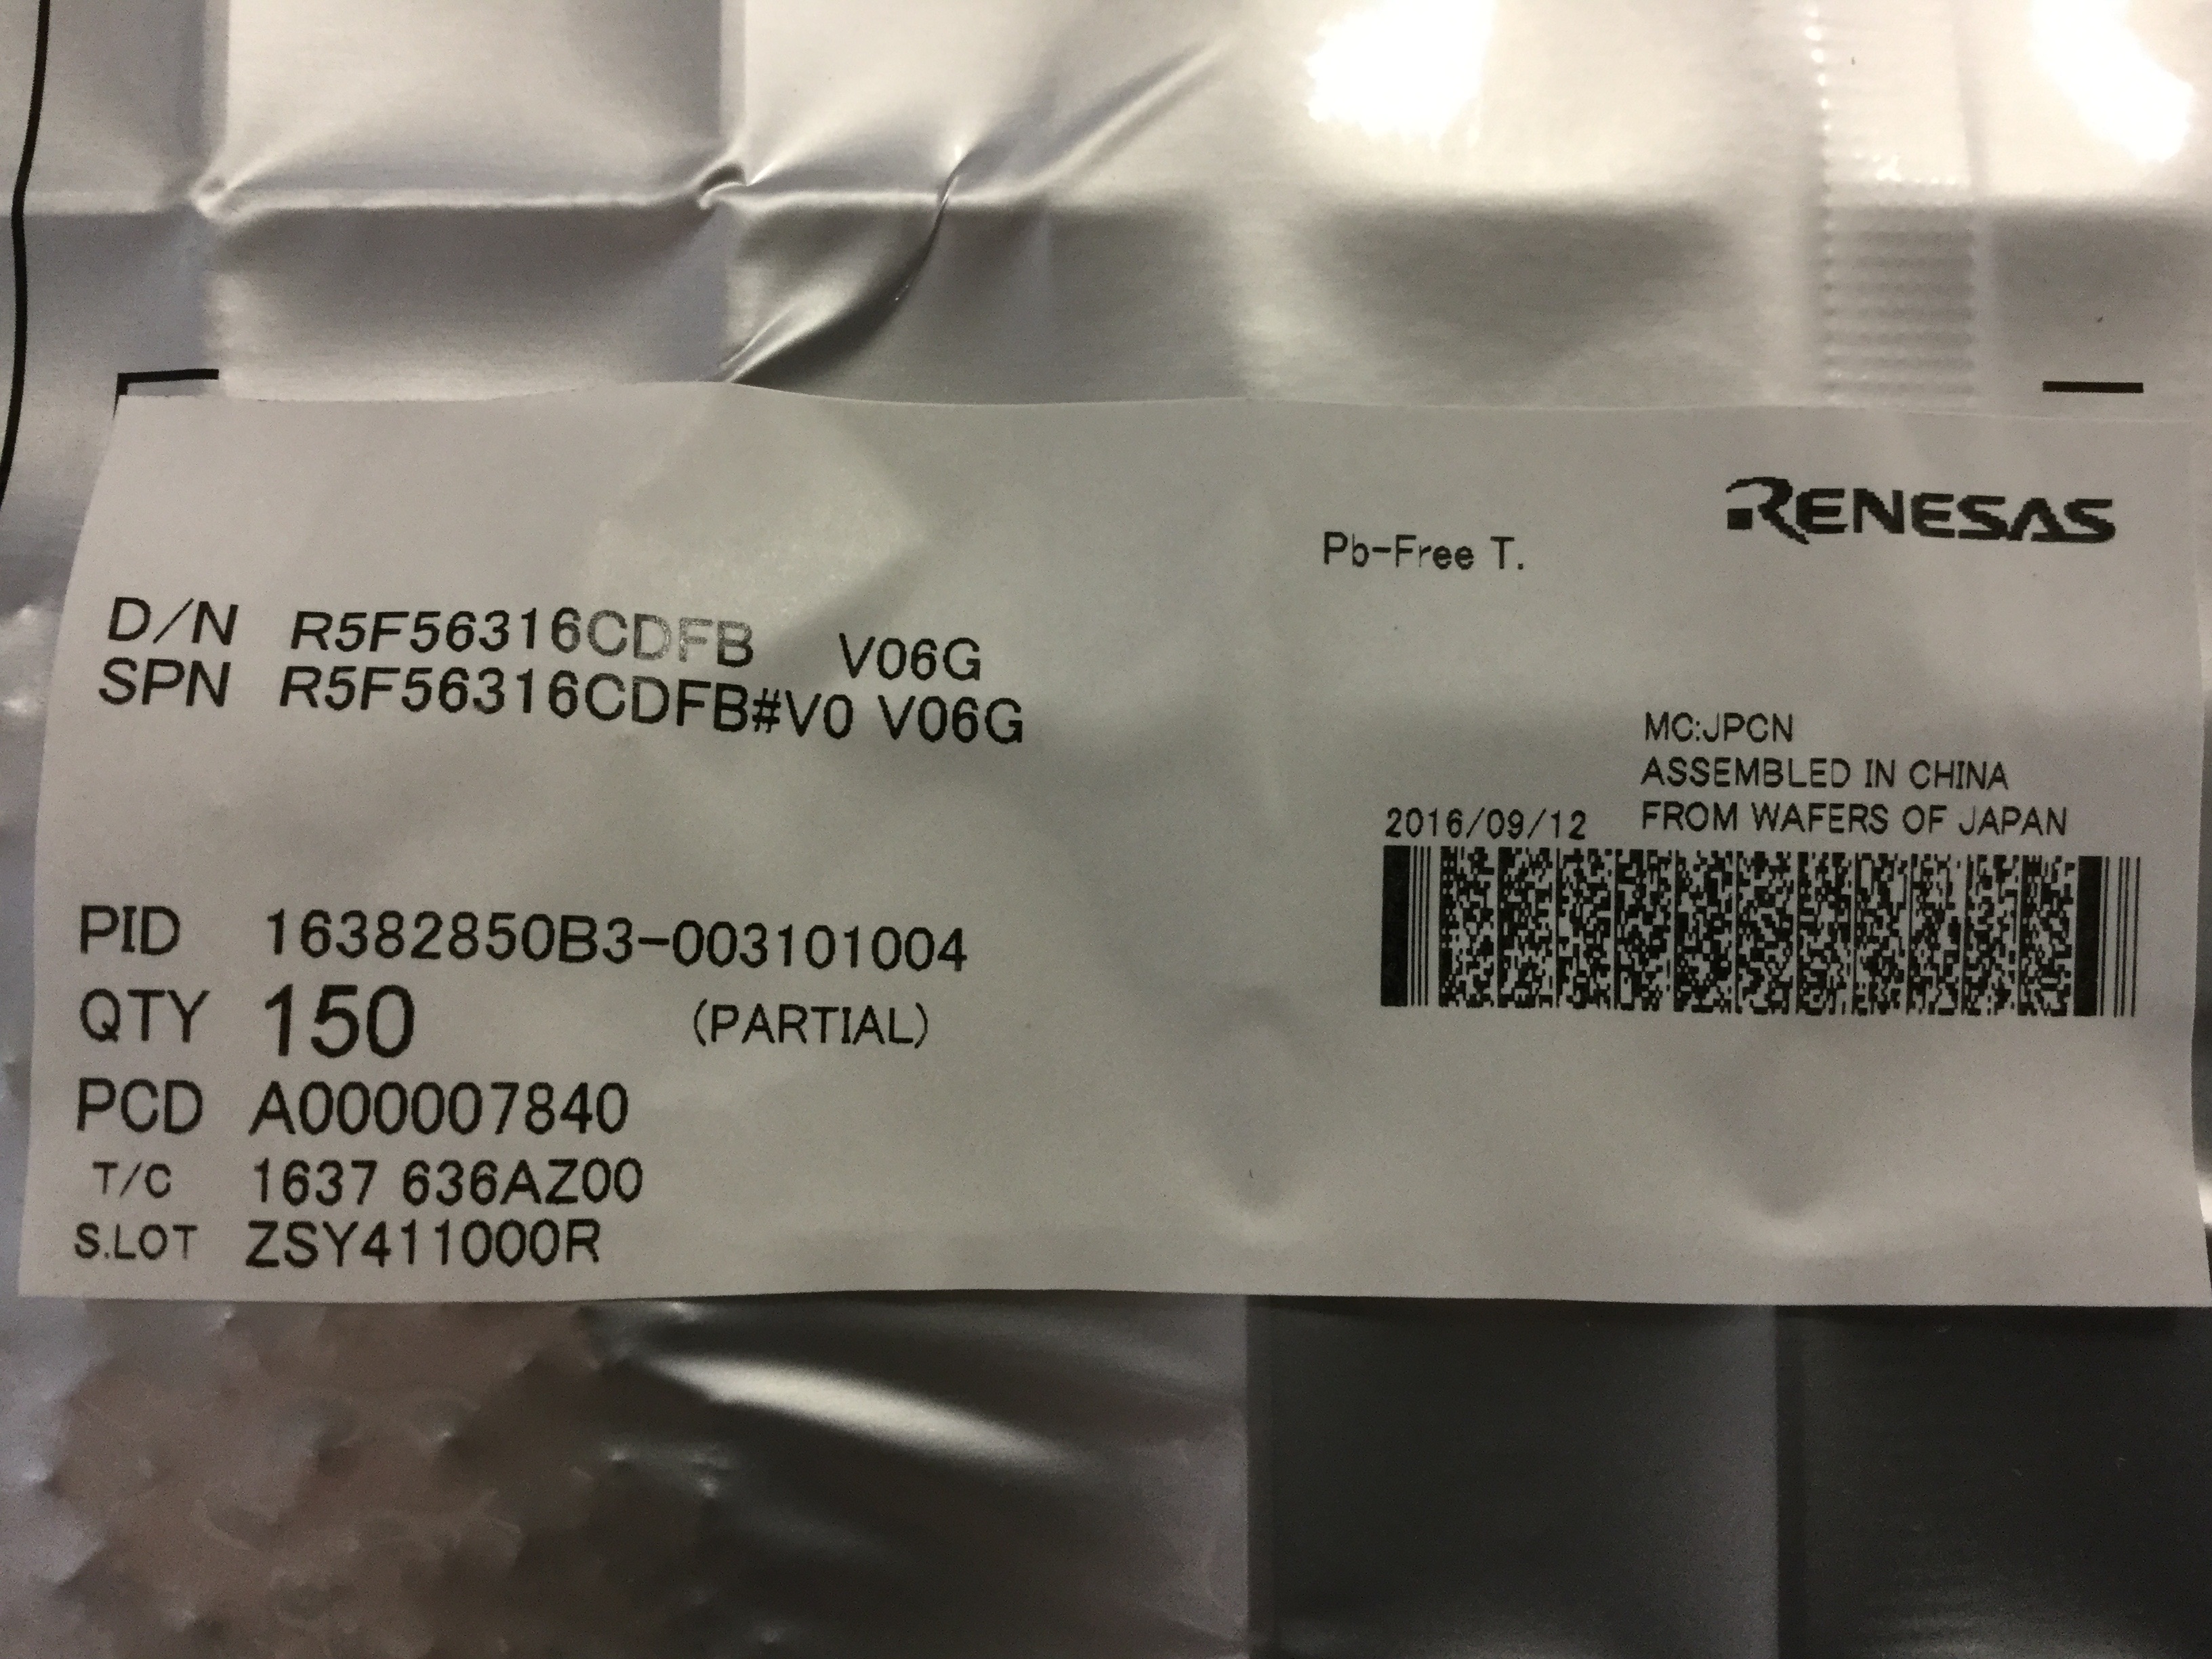 RENESAS
Pb-Free T.
D/N R5F56316CDFB V06G
SPN R5F56316CDFB#V0 V06G
MC:JPCN
ASSEMBLED IN CHINA
2016/09/12 FROM WAFERS OF JAPAN
PID 16382850B3-003101004
QTY 150 (PARTIAL)
PCD A000007840
T/C 1637 636AZ00
S.LOT ZSY411000R